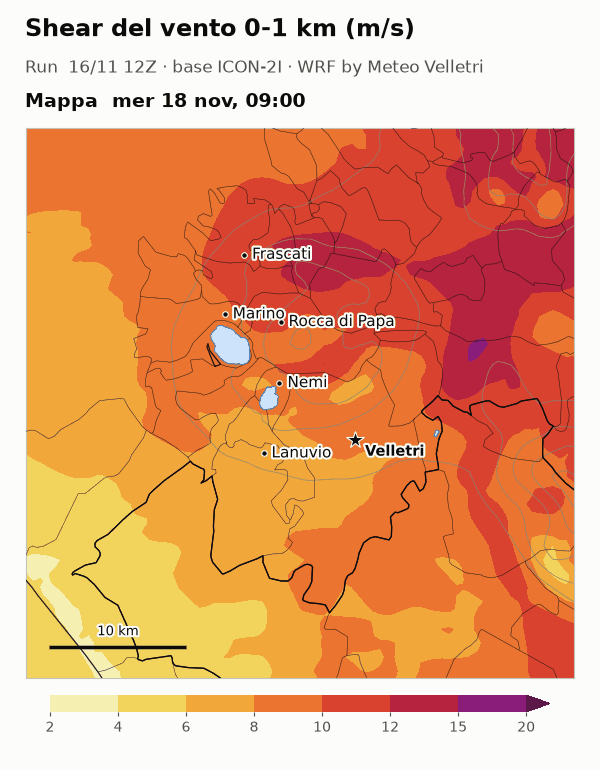 Shear del vento 0-1 km (m/s)
Run  16/11 12Z · base ICON-2I · WRF by Meteo Velletri
Mappa  mer 18 nov, 09:00
Frascati
Marino
Rocca di Papa
Nemi
Velletri
Lanuvio
10 km
2 4 6 8 10 12 15 20